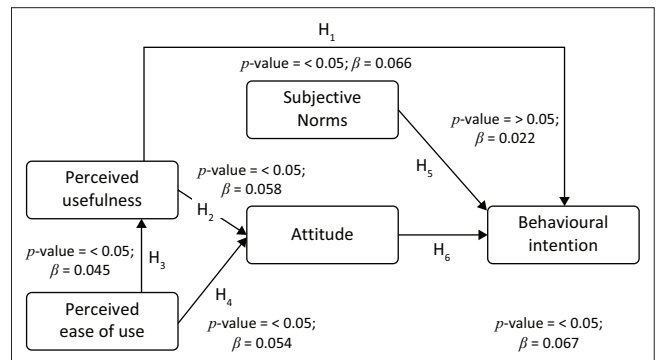 H₁
p-value = < 0.05; β = 0.066
Subjective
Norms
p-value = > 0.05;
β = 0.022
H₅
p-value = < 0.05;
β = 0.058
Perceived
usefulness
H₂
Attitude
H₆
Behavioural
intention
p-value = < 0.05;
β = 0.045
H₃
H₄
Perceived
ease of use
p-value = < 0.05;
β = 0.054
p-value = < 0.05;
β = 0.067